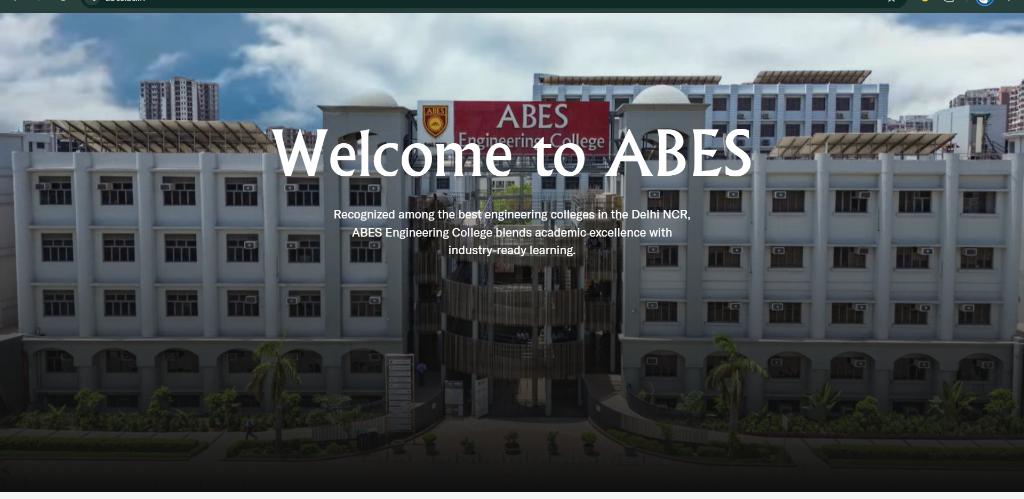 ABES
ABES
Engineering College
Welcome to ABES
Recognized among the best engineering colleges in the Delhi NCR,
ABES Engineering College blends academic excellence with
industry-ready learning.